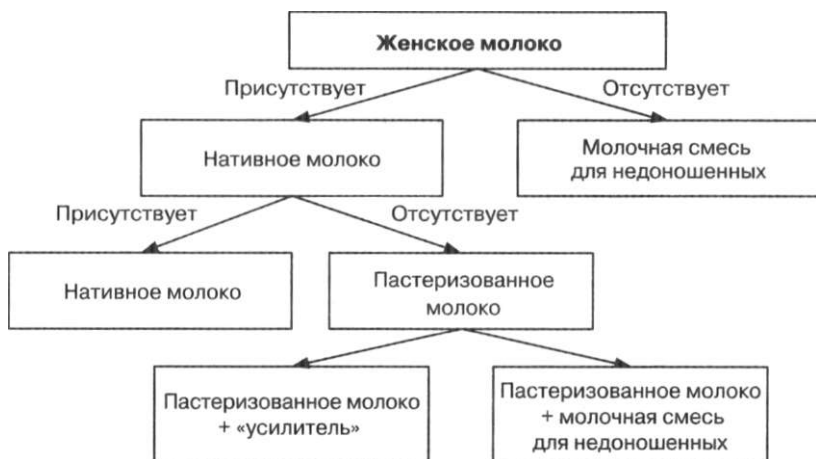 Женское молоко
Присутствует
Отсутствует
Нативное молоко
Молочная смесь
для недоношенных
Присутствует
Отсутствует
Нативное молоко
Пастеризованное
молоко
Пастеризованное молоко
+ «усилитель»
Пастеризованное молоко
+ молочная смесь
для недоношенных